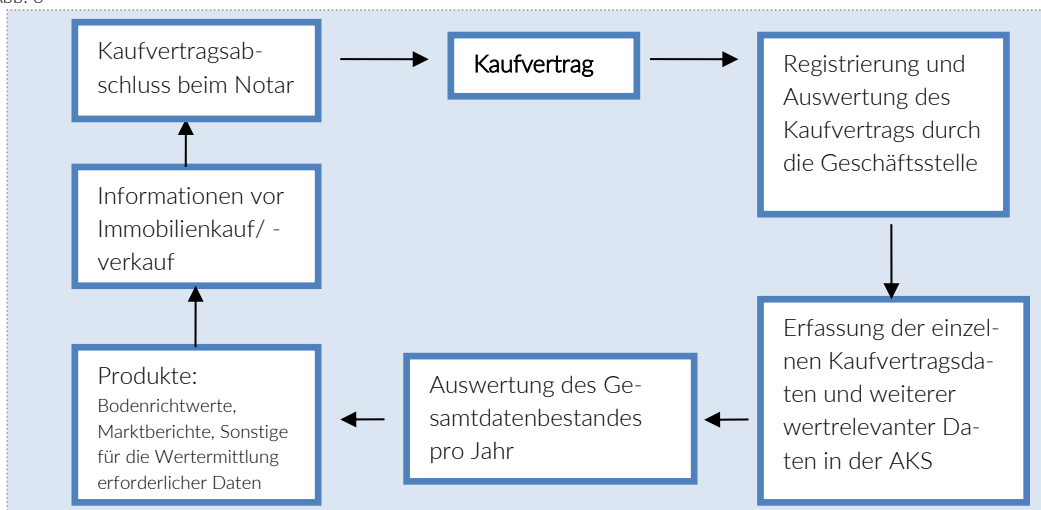 Kaufvertragsab-
schluss beim Notar
Kaufvertrag
Registrierung und
Auswertung des
Kaufvertrags durch
die Geschäftsstelle
Informationen vor
Immobilienkauf/ -
verkauf
Erfassung der einzel-
nen Kaufvertragsda-
ten und weiterer
wertrelevanter Da-
ten in der AKS
Auswertung des Ge-
samtdatenbestandes
pro Jahr
Produkte:
Bodenrichtwerte,
Marktberichte, Sonstige
für die Wertermittlung
erforderlicher Daten